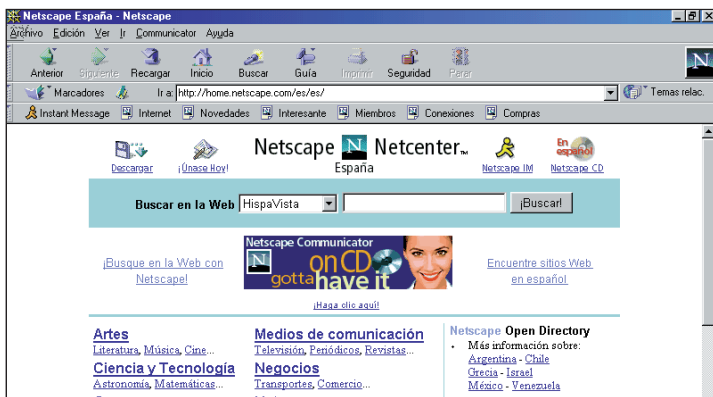 Netscape España - Netscape
Archivo Edición Ver Ir Communicator Ayuda
Anterior Siguiente Recargar Inicio Buscar Guía Imprimir Seguridad Parar
Marcadores Ir a: http://home.netscape.com/es/es/ Temas relac.
Instant Message Internet Novedades Interesante Miembros Conexiones Compras
Netscape N Netcenter™
España
En español
Descargar ¡Únase Hoy! Netscape IM Netscape CD
Buscar en la Web HispaVista ¡Buscar!
Netscape Communicator
N on CD
gotta have it
¡Busque en la Web con
Netscape!
Encuentre sitios Web
en español
¡Haga clic aquí!
Artes
Literatura, Música, Cine...
Ciencia y Tecnología
Astronomía, Matemáticas...
Medios de comunicación
Televisión, Periódicos, Revistas...
Negocios
Transportes, Comercio...
Netscape Open Directory
• Más información sobre:
Argentina - Chile
Grecia - Israel
México - Venezuela